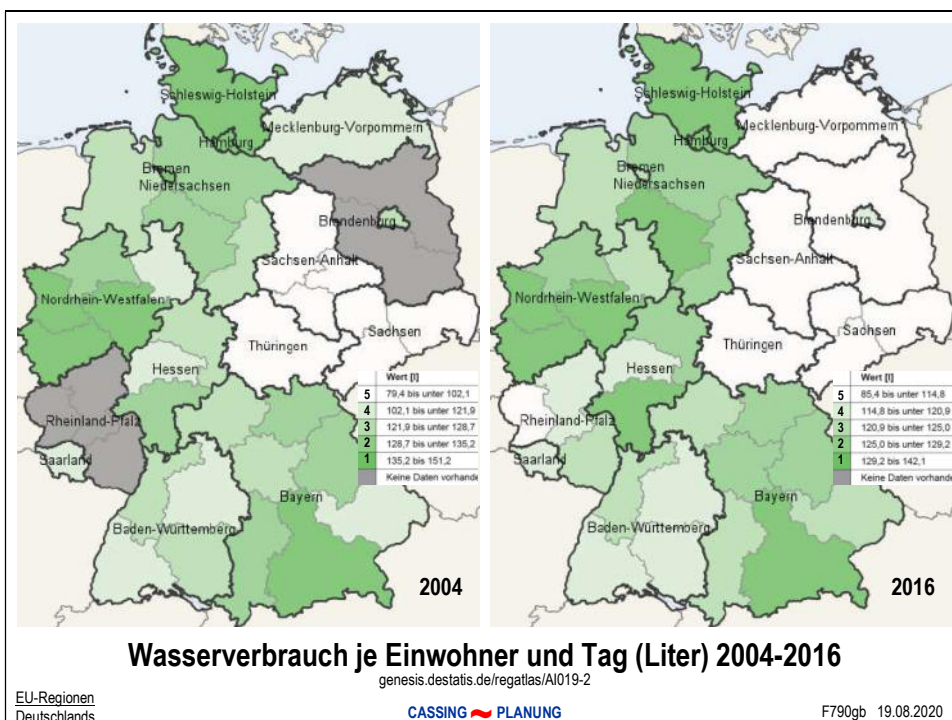 Schleswig-Holstein
Mecklenburg-Vorpommern
Hamburg
Bremen
Niedersachsen
Brandenburg
Sachsen-Anhalt
Nordrhein-Westfalen
Sachsen
Thüringen
Hessen
Rheinland-Pfalz
Saarland
Bayern
Baden-Württemberg
Wert [l]
5 79,4 bis unter 102,1
4 102,1 bis unter 121,9
3 121,9 bis unter 128,7
2 128,7 bis unter 135,2
1 135,2 bis 151,2
Keine Daten vorhande
2004
Schleswig-Holstein
Mecklenburg-Vorpommern
Hamburg
Bremen
Niedersachsen
Brandenburg
Sachsen-Anhalt
Nordrhein-Westfalen
Sachsen
Thüringen
Hessen
Rheinland-Pfalz
Saarland
Bayern
Baden-Württemberg
Wert [l]
5 85,4 bis unter 114,8
4 114,8 bis unter 120,9
3 120,9 bis unter 125,0
2 125,0 bis unter 129,2
1 129,2 bis 142,1
Keine Daten vorhande
2016
Wasserverbrauch je Einwohner und Tag (Liter) 2004-2016
genesis.destatis.de/regatlas/AI019-2
EU-Regionen
Deutschlands
CASSING PLANUNG
F790gb 19.08.2020